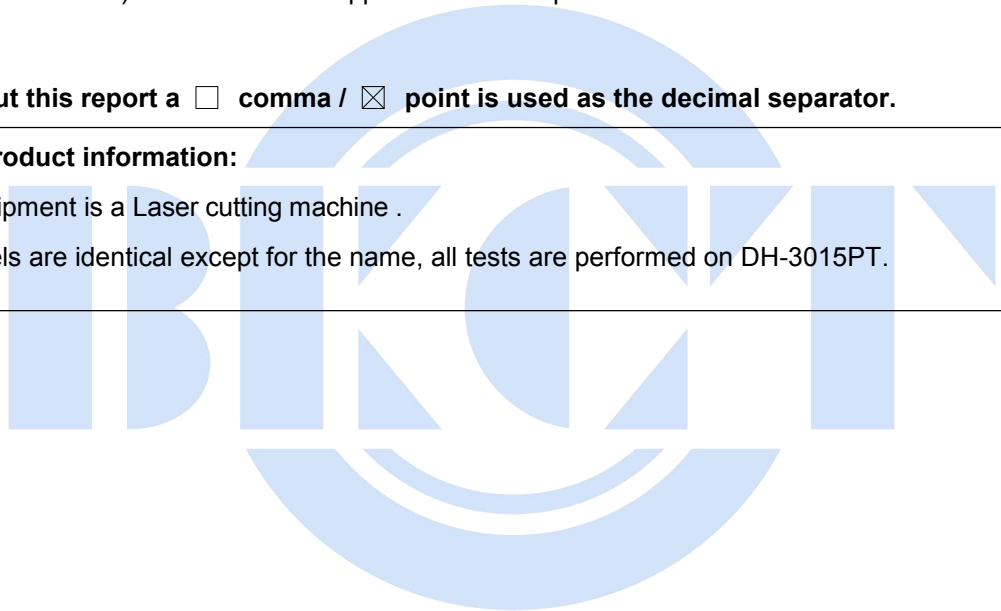 ut this report a ☐ comma / ☒ point is used as the decimal separator.
roduct information:
ipment is a Laser cutting machine .
els are identical except for the name, all tests are performed on DH-3015PT.
BKCT